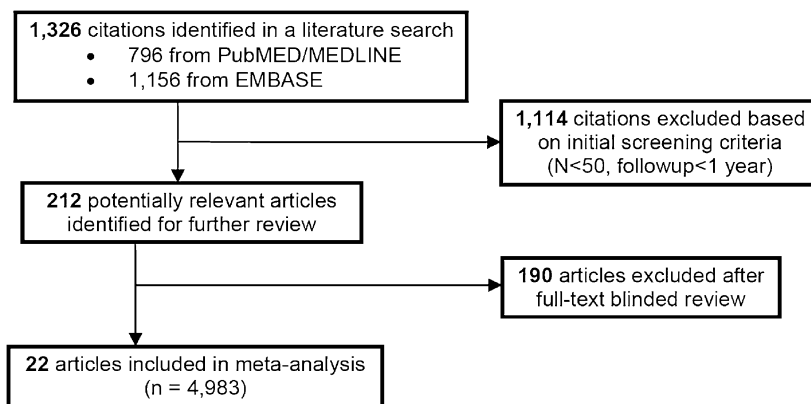 1,326 citations identified in a literature search
• 796 from PubMED/MEDLINE
• 1,156 from EMBASE
1,114 citations excluded based
on initial screening criteria
(N<50, followup<1 year)
212 potentially relevant articles
identified for further review
190 articles excluded after
full-text blinded review
22 articles included in meta-analysis
(n = 4,983)